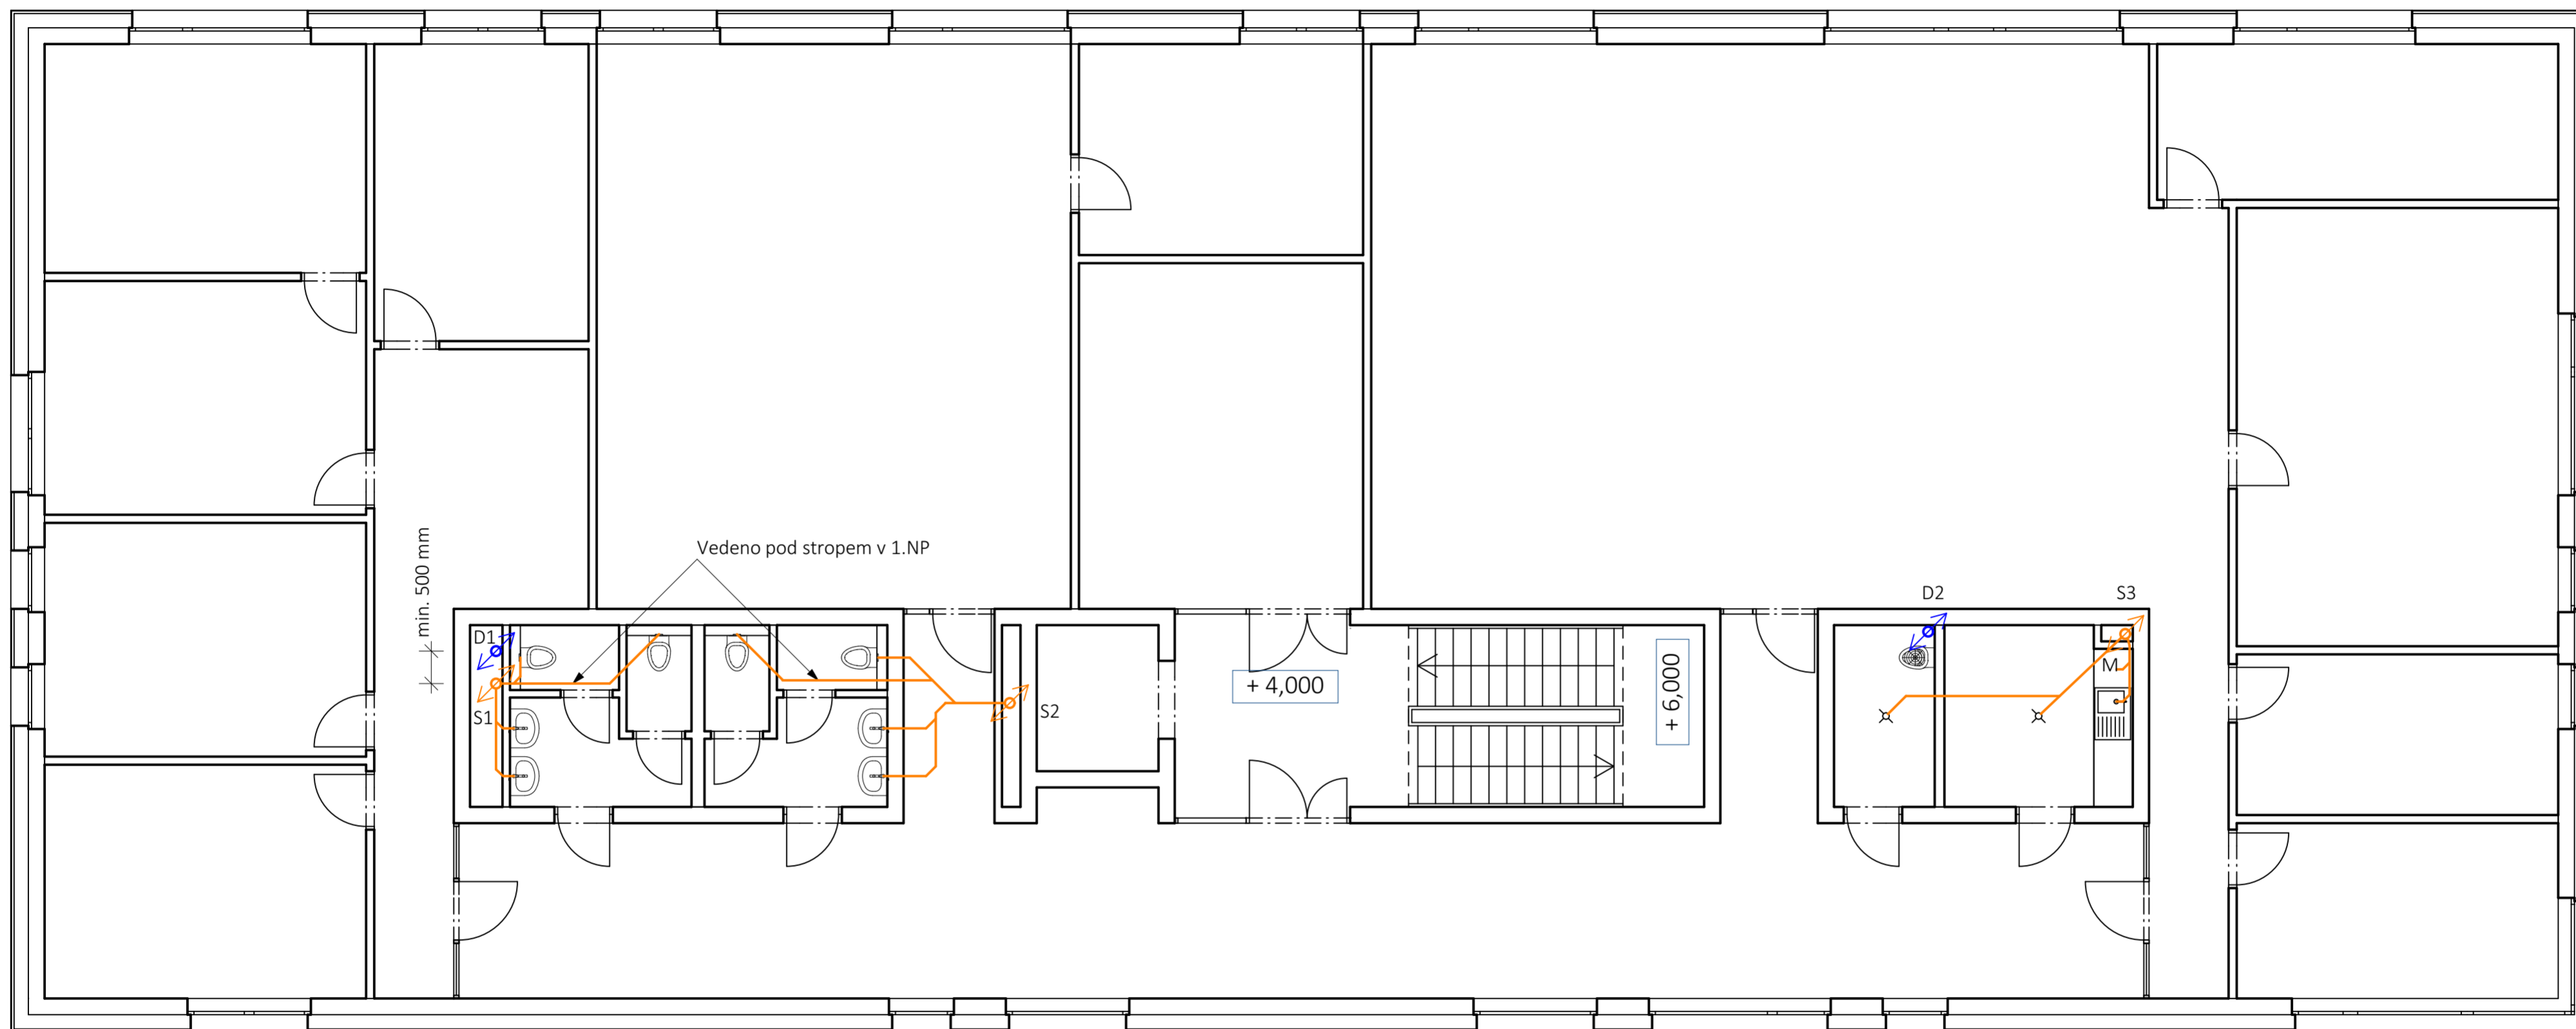 min. 500 mm
Vedeno pod stropem v 1.NP
D1
S1
S2
+ 4,000
+ 6,000
D2
S3
M